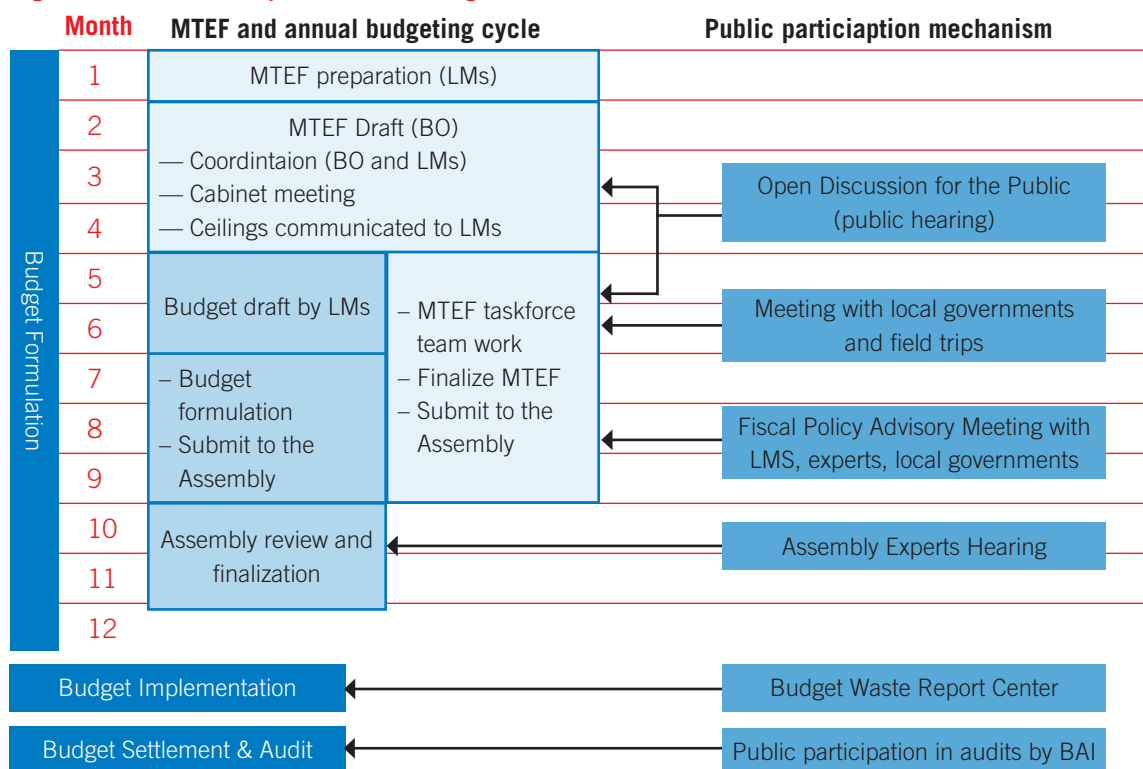 Month MTEF and annual budgeting cycle Public particiaption mechanism
Budget Formulation
1
2
3
4
5
6
7
8
9
10
11
12
MTEF preparation (LMs)
MTEF Draft (BO)
— Coordintaion (BO and LMs)
— Cabinet meeting
— Ceilings communicated to LMs
Budget draft by LMs
– Budget
formulation
– Submit to the
Assembly
– MTEF taskforce
team work
– Finalize MTEF
– Submit to the
Assembly
Assembly review and
finalization
Open Discussion for the Public
(public hearing)
Meeting with local governments
and field trips
Fiscal Policy Advisory Meeting with
LMS, experts, local governments
Assembly Experts Hearing
Budget Implementation
Budget Waste Report Center
Budget Settlement & Audit
Public participation in audits by BAI